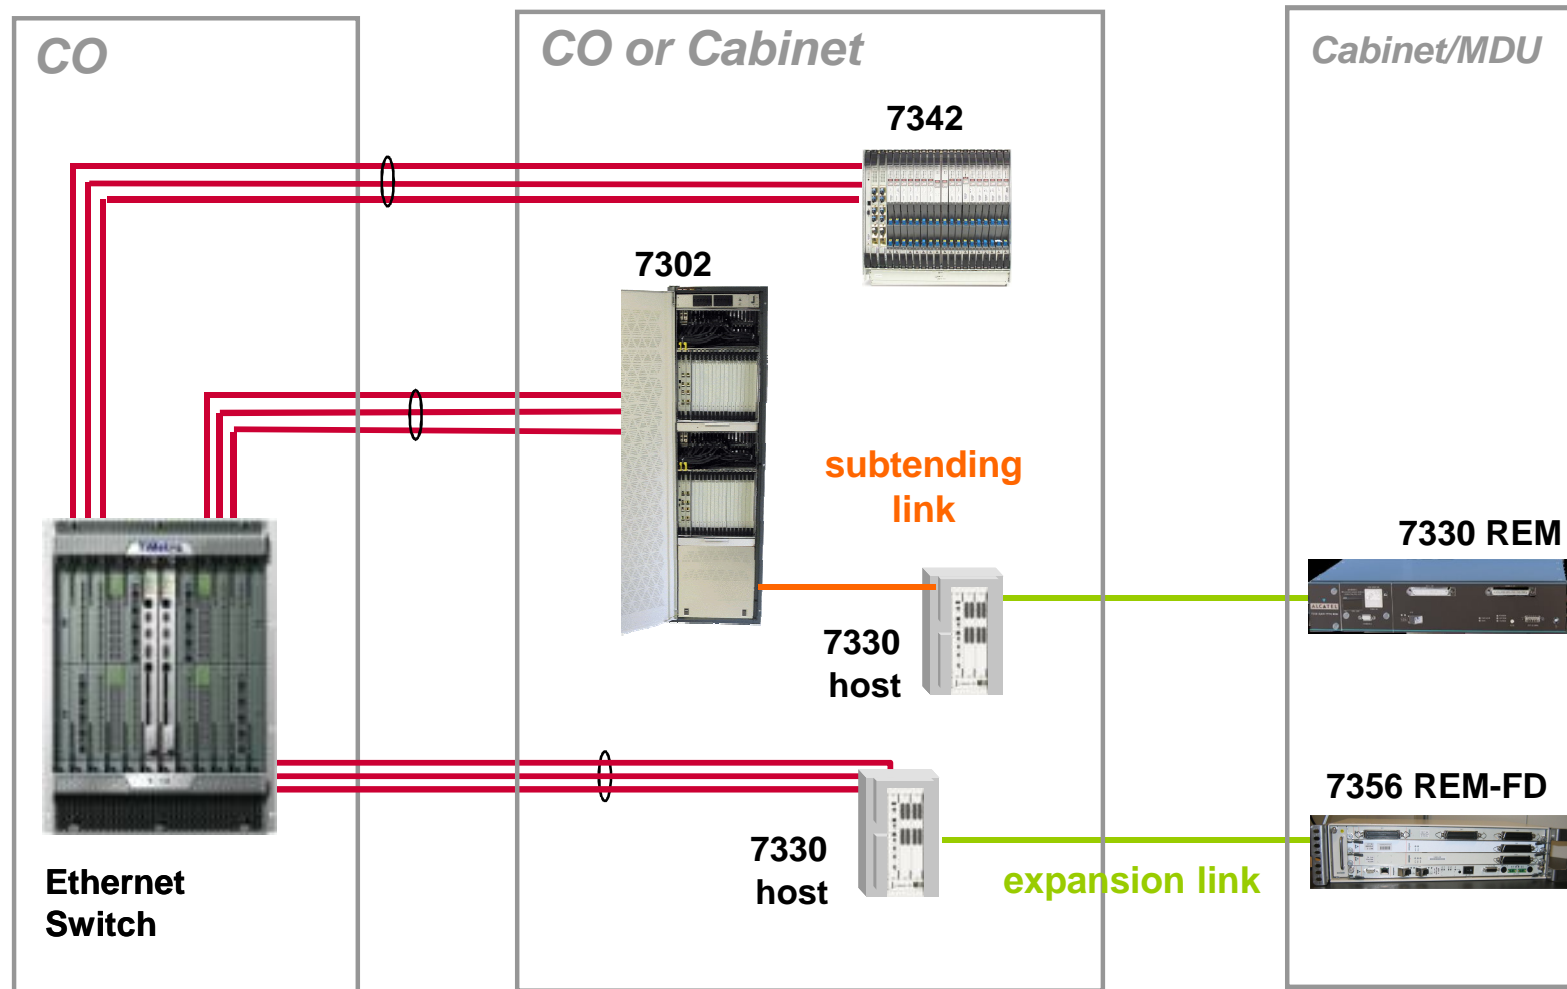 CO
CO or Cabinet
Cabinet/MDU
7342
7302
subtending
link
7330 REM
ALCATEL
7330
host
7356 REM-FD
7330
host
expansion link
Ethernet
Switch